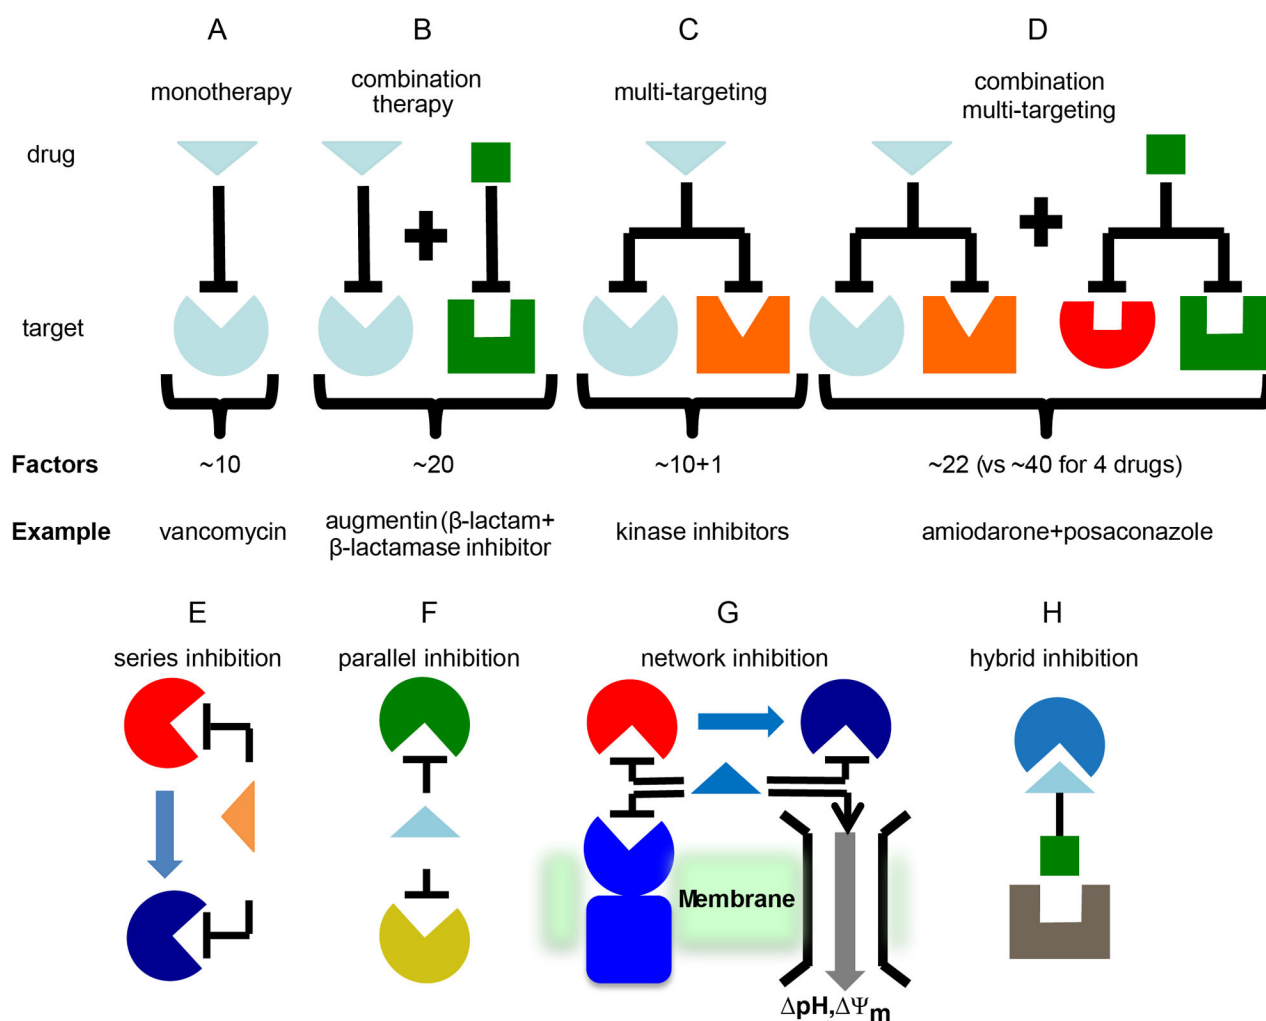 A
B
C
D
monotherapy
combination
therapy
multi-targeting
combination
multi-targeting
drug
target
Factors
~10
~20
~10+1
~22 (vs ~40 for 4 drugs)
Example
vancomycin
augmentin (β-lactam+
β-lactamase inhibitor
kinase inhibitors
amiodarone+posaconazole
E
F
G
H
series inhibition
parallel inhibition
network inhibition
hybrid inhibition
Membrane
ΔpH,ΔΨm